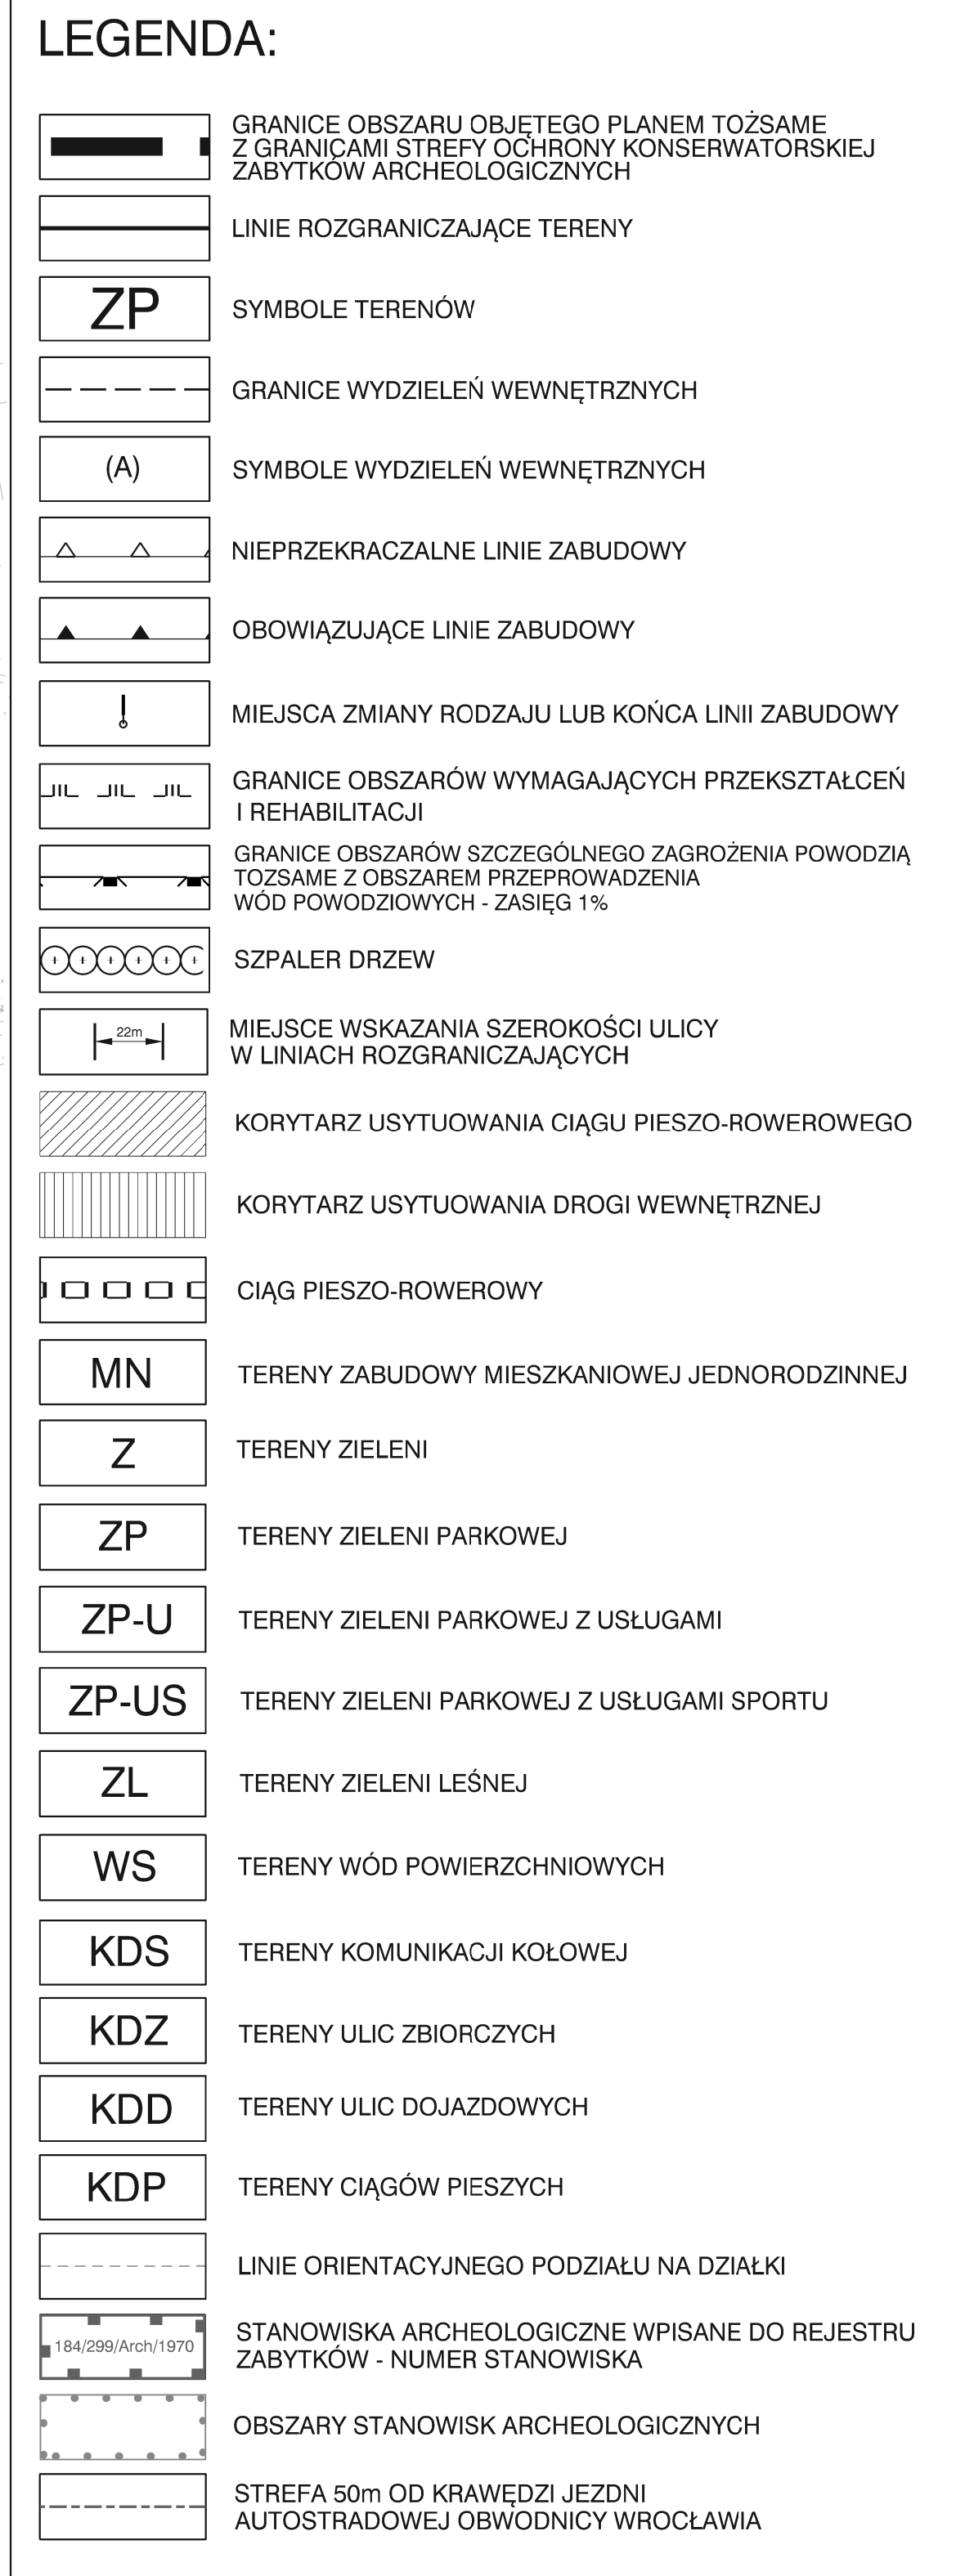 LEGENDA:
GRANICE OBSZARU OBJĘTEGO PLANEM TOŻSAME
Z GRANICAMI STREFY OCHRONY KONSERWATORSKIEJ
ZABYTKÓW ARCHEOLOGICZNYCH
LINIE ROZGRANICZAJĄCE TERENY
ZP SYMBOLE TERENÓW
GRANICE WYDZIELEŃ WEWNĘTRZNYCH
(A) SYMBOLE WYDZIELEŃ WEWNĘTRZNYCH
NIEPRZEKRACZALNE LINIE ZABUDOWY
OBOWIĄZUJĄCE LINIE ZABUDOWY
MIEJSCA ZMIANY RODZAJU LUB KOŃCA LINII ZABUDOWY
GRANICE OBSZARÓW WYMAGAJĄCYCH PRZEKSZTAŁCEŃ
I REHABILITACJI
GRANICE OBSZARÓW SZCZEGÓLNEGO ZAGROŻENIA POWODZIĄ
TOZSAME Z OBSZAREM PRZEPROWADZENIA
WÓD POWODZIOWYCH - ZASIĘG 1%
SZPALER DRZEW
22m MIEJSCE WSKAZANIA SZEROKOŚCI ULICY
W LINIACH ROZGRANICZAJĄCYCH
KORYTARZ USYTUOWANIA CIĄGU PIESZO-ROWEROWEGO
KORYTARZ USYTUOWANIA DROGI WEWNĘTRZNEJ
CIĄG PIESZO-ROWEROWY
MN TERENY ZABUDOWY MIESZKANIOWEJ JEDNORODZINNEJ
Z TERENY ZIELENI
ZP TERENY ZIELENI PARKOWEJ
ZP-U TERENY ZIELENI PARKOWEJ Z USŁUGAMI
ZP-US TERENY ZIELENI PARKOWEJ Z USŁUGAMI SPORTU
ZL TERENY ZIELENI LEŚNEJ
WS TERENY WÓD POWIERZCHNIOWYCH
KDS TERENY KOMUNIKACJI KOŁOWEJ
KDZ TERENY ULIC ZBIORCZYCH
KDD TERENY ULIC DOJAZDOWYCH
KDP TERENY CIĄGÓW PIESZYCH
LINIE ORIENTACYJNEGO PODZIAŁU NA DZIAŁKI
184/299/Arch/1970 STANOWISKA ARCHEOLOGICZNE WPISANE DO REJESTRU
ZABYTKÓW - NUMER STANOWISKA
OBSZARY STANOWISK ARCHEOLOGICZNYCH
STREFA 50m OD KRAWĘDZI JEZDNI
AUTOSTRADOWEJ OBWODNICY WROCŁAWIA